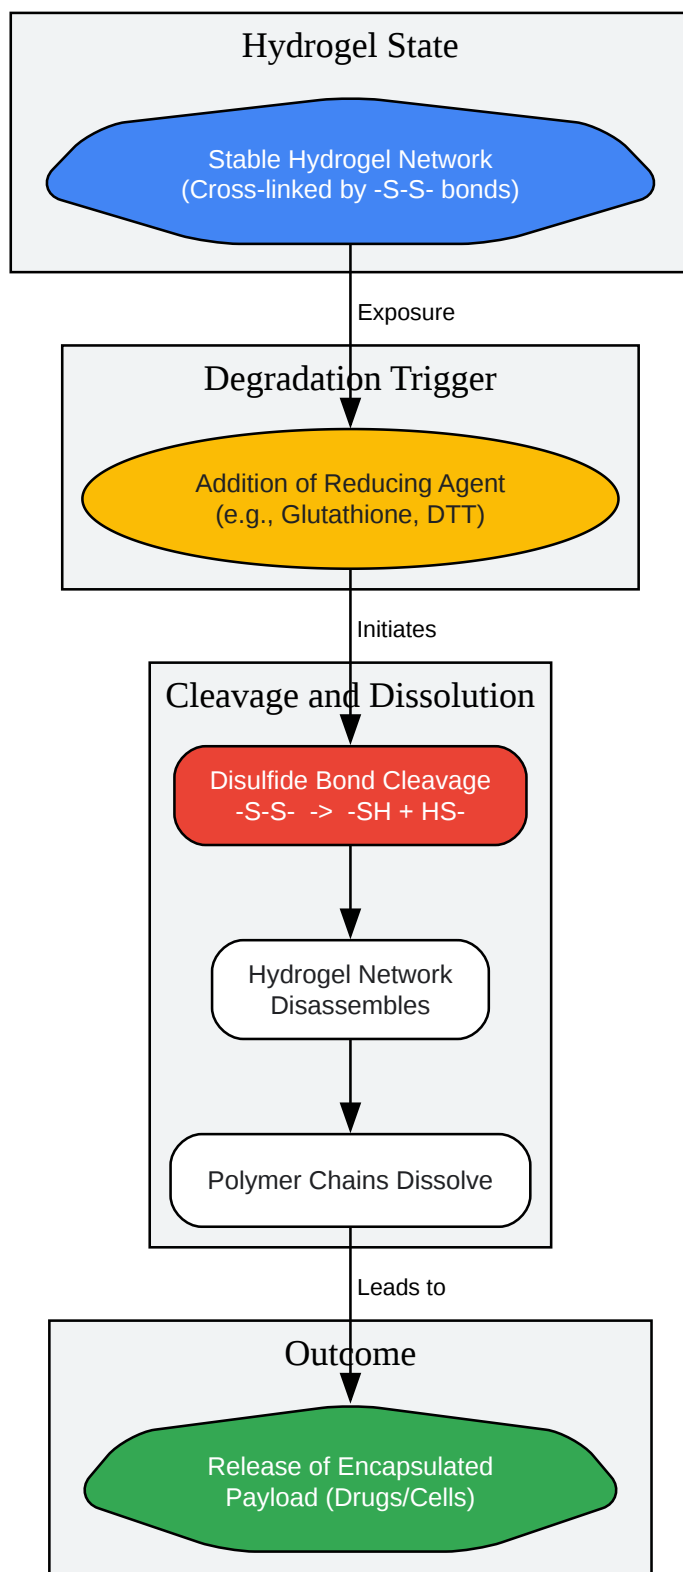 Hydrogel State
Stable Hydrogel Network
(Cross-linked by -S-S- bonds)
Exposure
Degradation Trigger
Addition of Reducing Agent
(e.g., Glutathione, DTT)
Initiates
Cleavage and Dissolution
Disulfide Bond Cleavage
-S-S-  ->  -SH + HS-
Hydrogel Network
Disassembles
Polymer Chains Dissolve
Leads to
Outcome
Release of Encapsulated
Payload (Drugs/Cells)